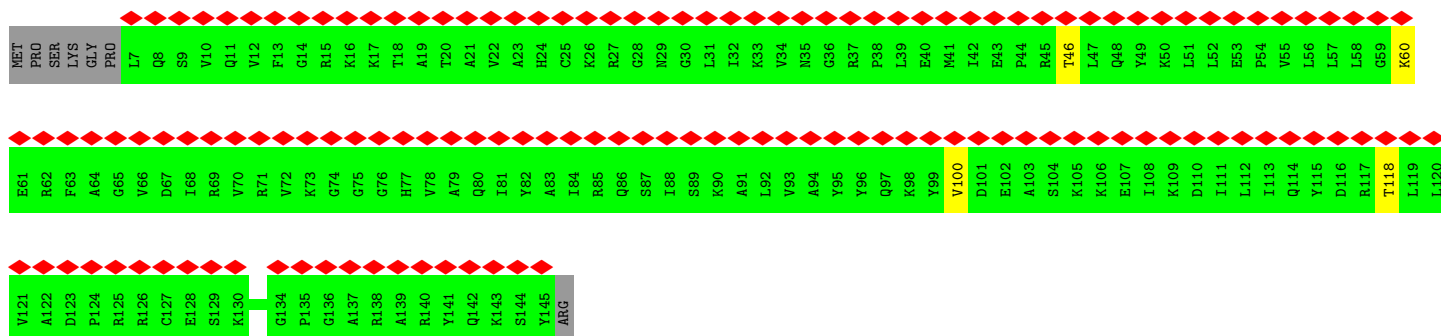 MET PRO SER LYS GLY PRO L7 Q8 S9 V10 Q11 V12 F13 G14 R15 K16 K17 T18 A19 T20 A21 V22 A23 H24 C25 K26 R27 G28 N29 G30 L31 I32 K33 V34 N35 G36 R37 P38 L39 E40 M41 I42 E43 P44 R45 T46 L47 Q48 Y49 K50 L51 L52 E53 P54 V55 L56 L57 L58 G59 K60
E61 R62 F63 A64 G65 V66 D67 I68 R69 V70 R71 V72 K73 G74 G75 G76 H77 V78 A79 Q80 I81 Y82 A83 I84 R85 Q86 S87 I88 S89 K90 A91 L92 V93 A94 Y95 Y96 Q97 K98 Y99 V100 D101 E102 A103 S104 K105 K106 E107 I108 K109 D110 I111 L112 I113 Q114 Y115 D116 R117 T118 L119 L120
V121 A122 D123 P124 R125 R126 C127 E128 S129 K130 G134 P135 G136 A137 R138 A139 R140 Y141 Q142 K143 S144 Y145 ARG